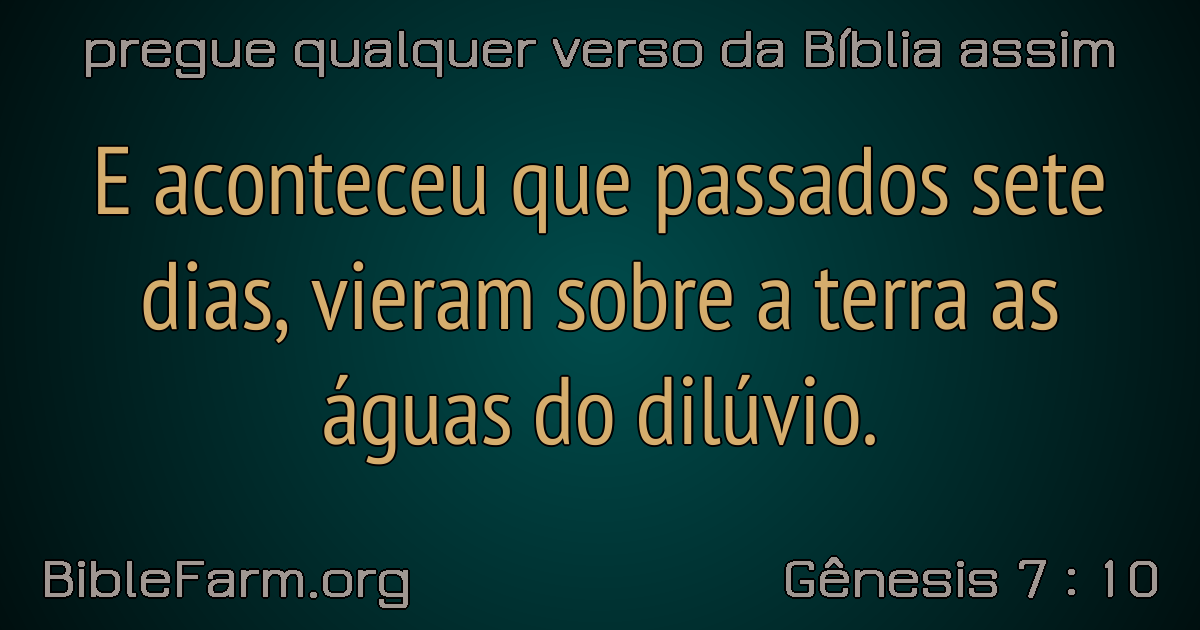 pregue qualquer verso da Bíblia assim
E aconteceu que passados sete
dias, vieram sobre a terra as
águas do dilúvio.
BibleFarm.org
Gênesis 7 : 10